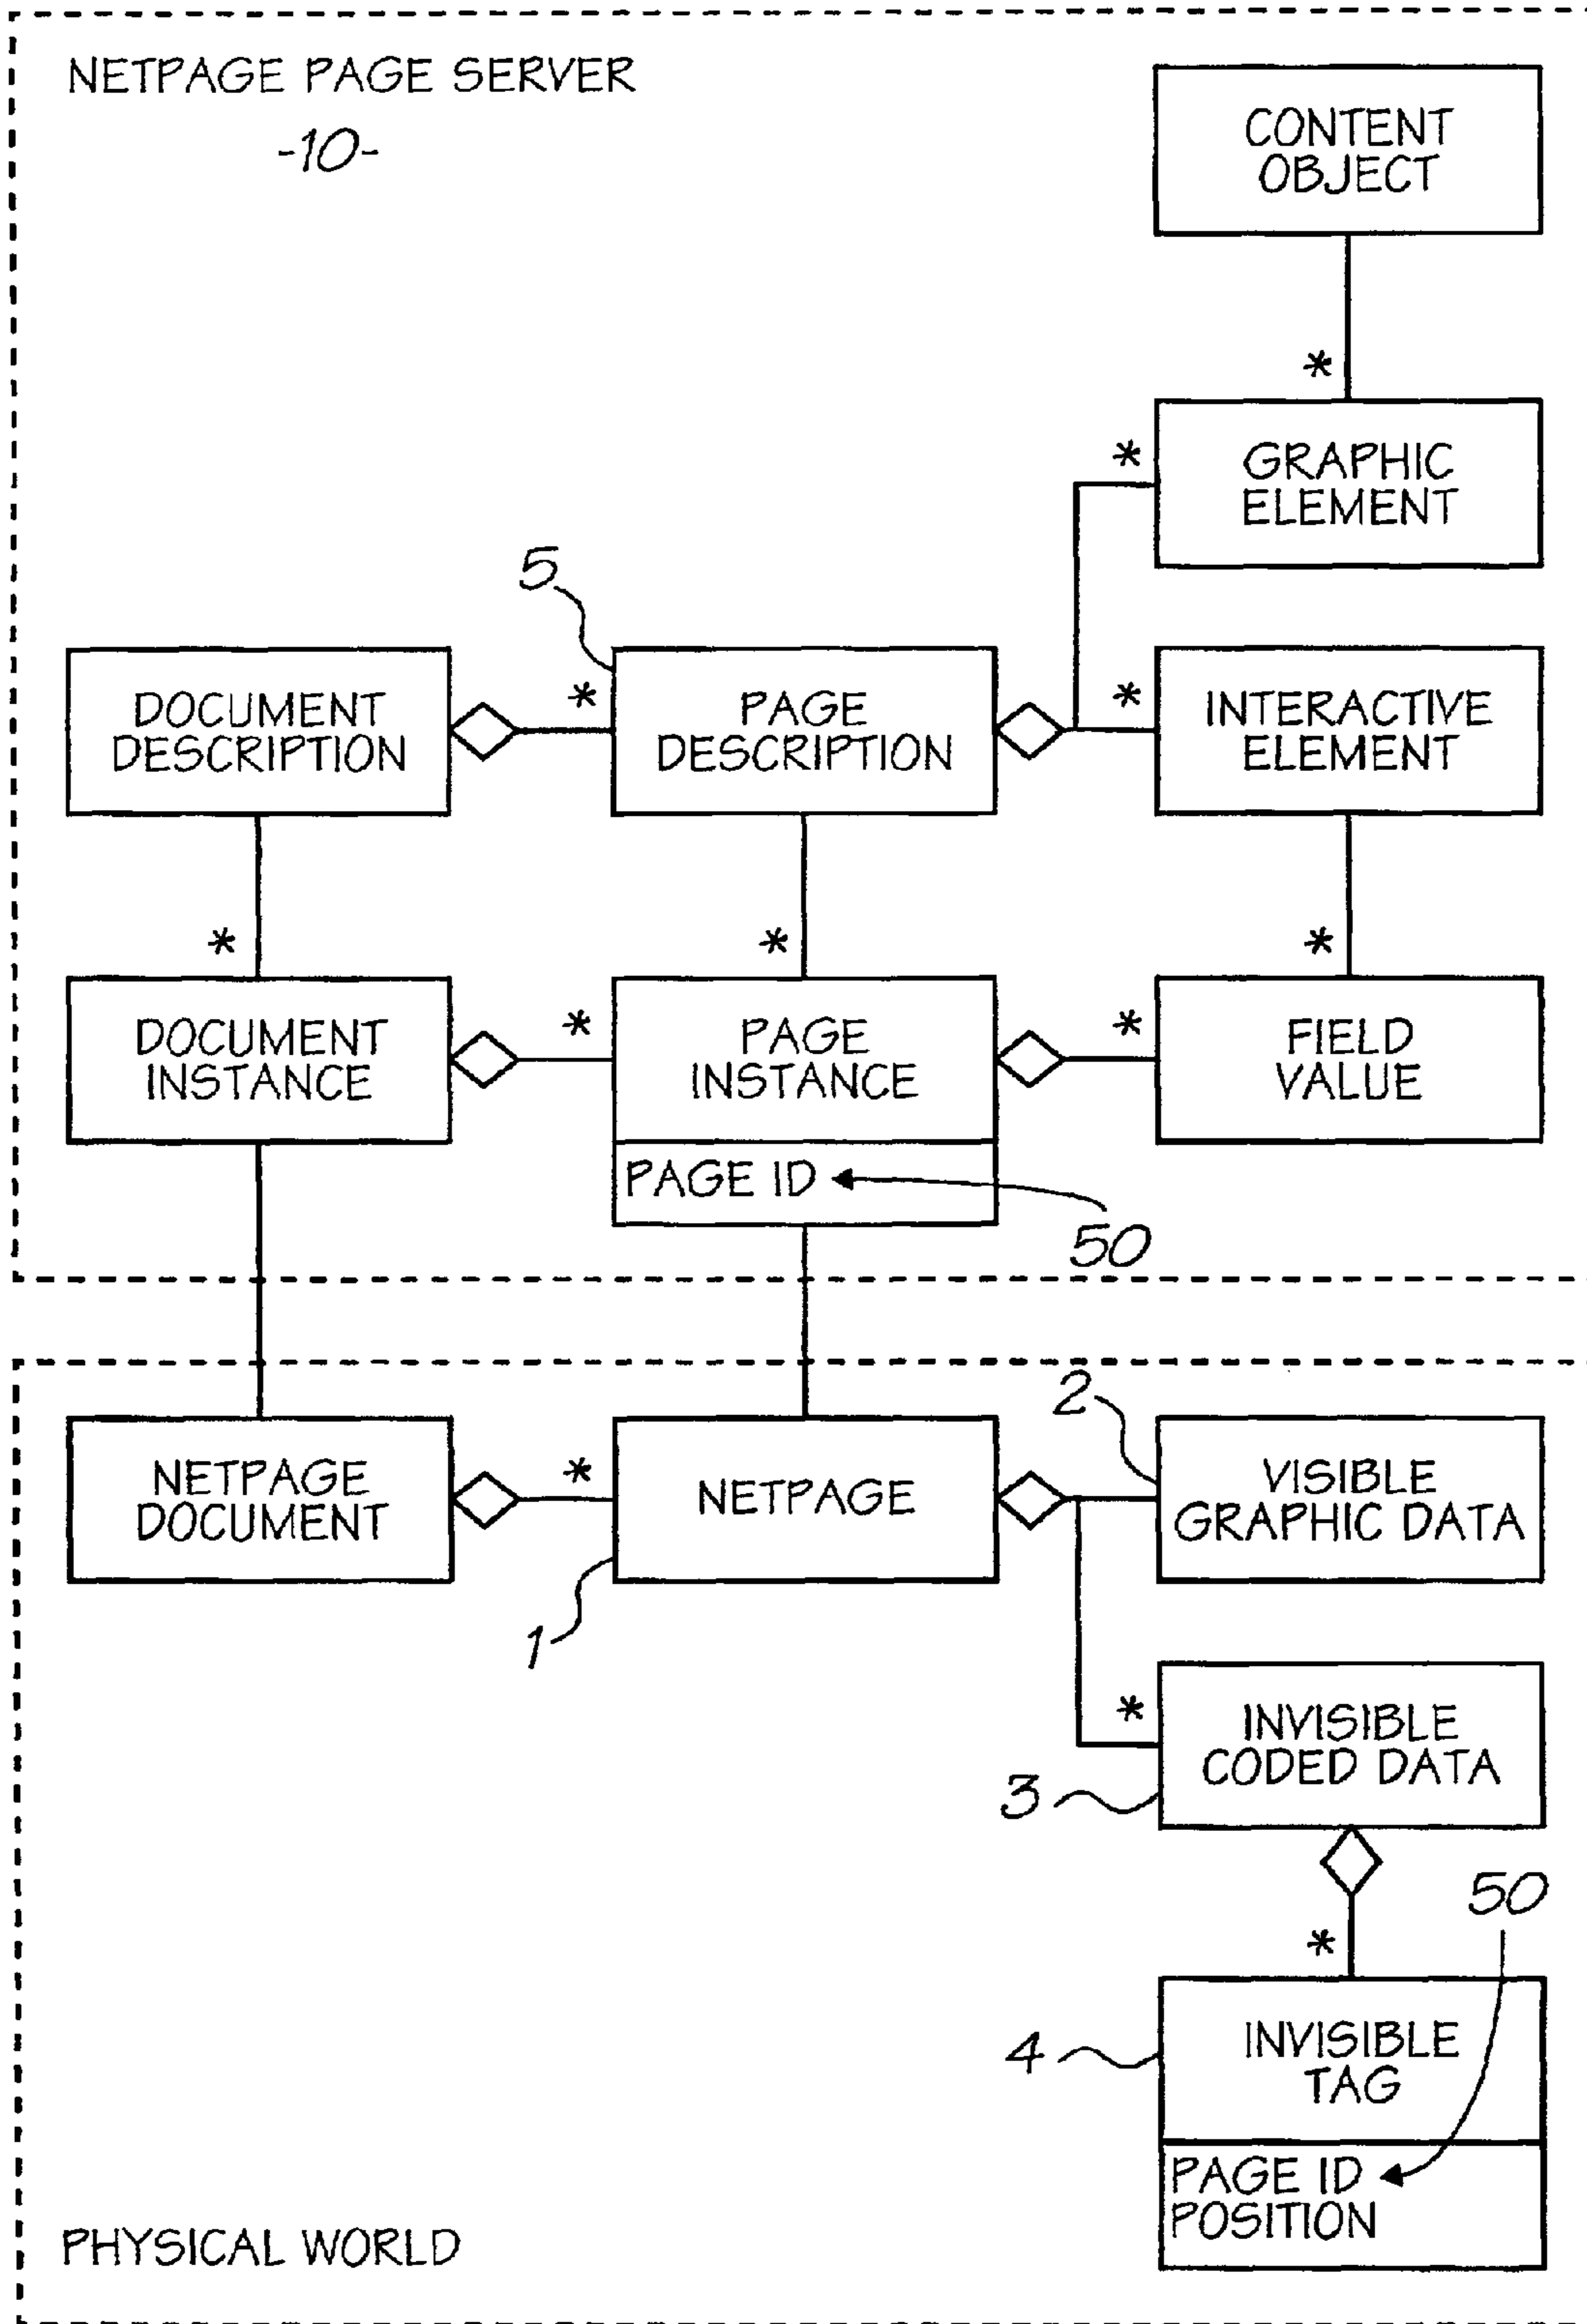 NETPAGE PAGE SERVER
-10-
CONTENT
OBJECT
*
*
GRAPHIC
ELEMENT
5
DOCUMENT
DESCRIPTION
*
PAGE
DESCRIPTION
*
INTERACTIVE
ELEMENT
*
*
*
DOCUMENT
INSTANCE
*
PAGE
INSTANCE
*
FIELD
VALUE
PAGE ID
50
2
NETPAGE
DOCUMENT
*
NETPAGE
VISIBLE
GRAPHIC DATA
1
*
INVISIBLE
CODED DATA
3
50
*
4
INVISIBLE
TAG
PAGE ID
POSITION
PHYSICAL WORLD